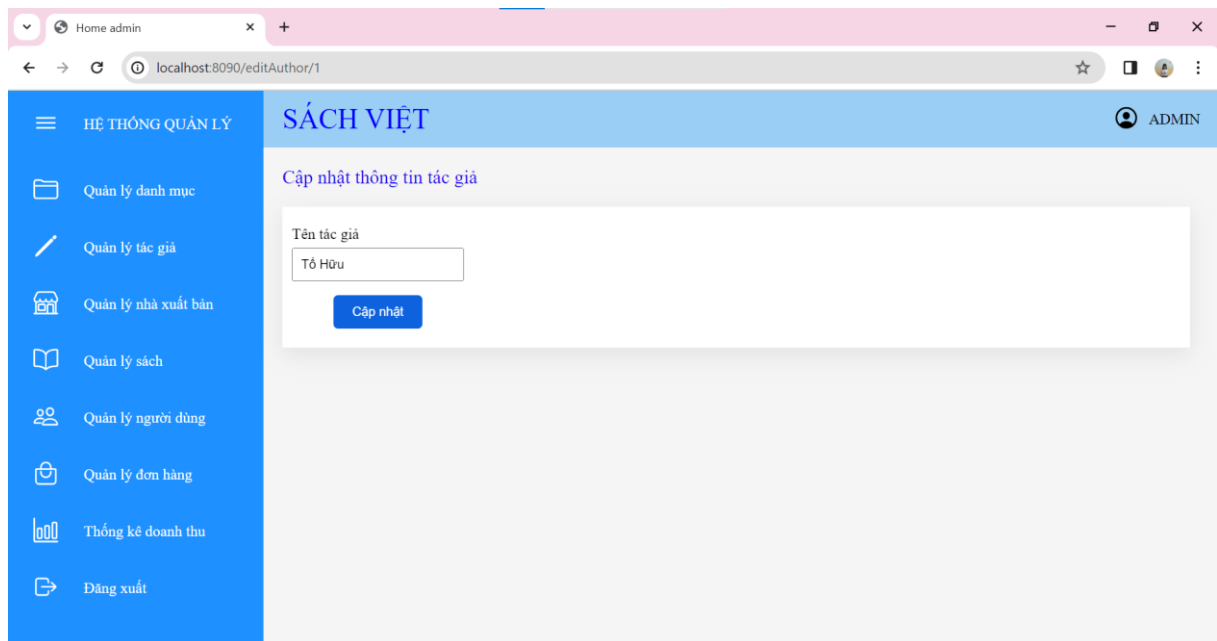 Home admin
localhost:8090/editAuthor/1
HỆ THỐNG QUẢN LÝ
SÁCH VIỆT
ADMIN
Quản lý danh mục
Quản lý tác giả
Quản lý nhà xuất bản
Quản lý sách
Quản lý người dùng
Quản lý đơn hàng
Thống kê doanh thu
Đăng xuất
Cập nhật thông tin tác giả
Tên tác giả
Tố Hữu
Cập nhật